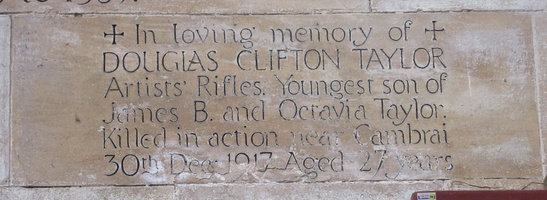 ✝ In loving memory of ✝
DOUGLAS CLIFTON TAYLOR
Artists' Rifles. Youngest son of
James B. and Octavia Taylor.
Killed in action near Cambrai
30th Dec: 1917. Aged 27 years